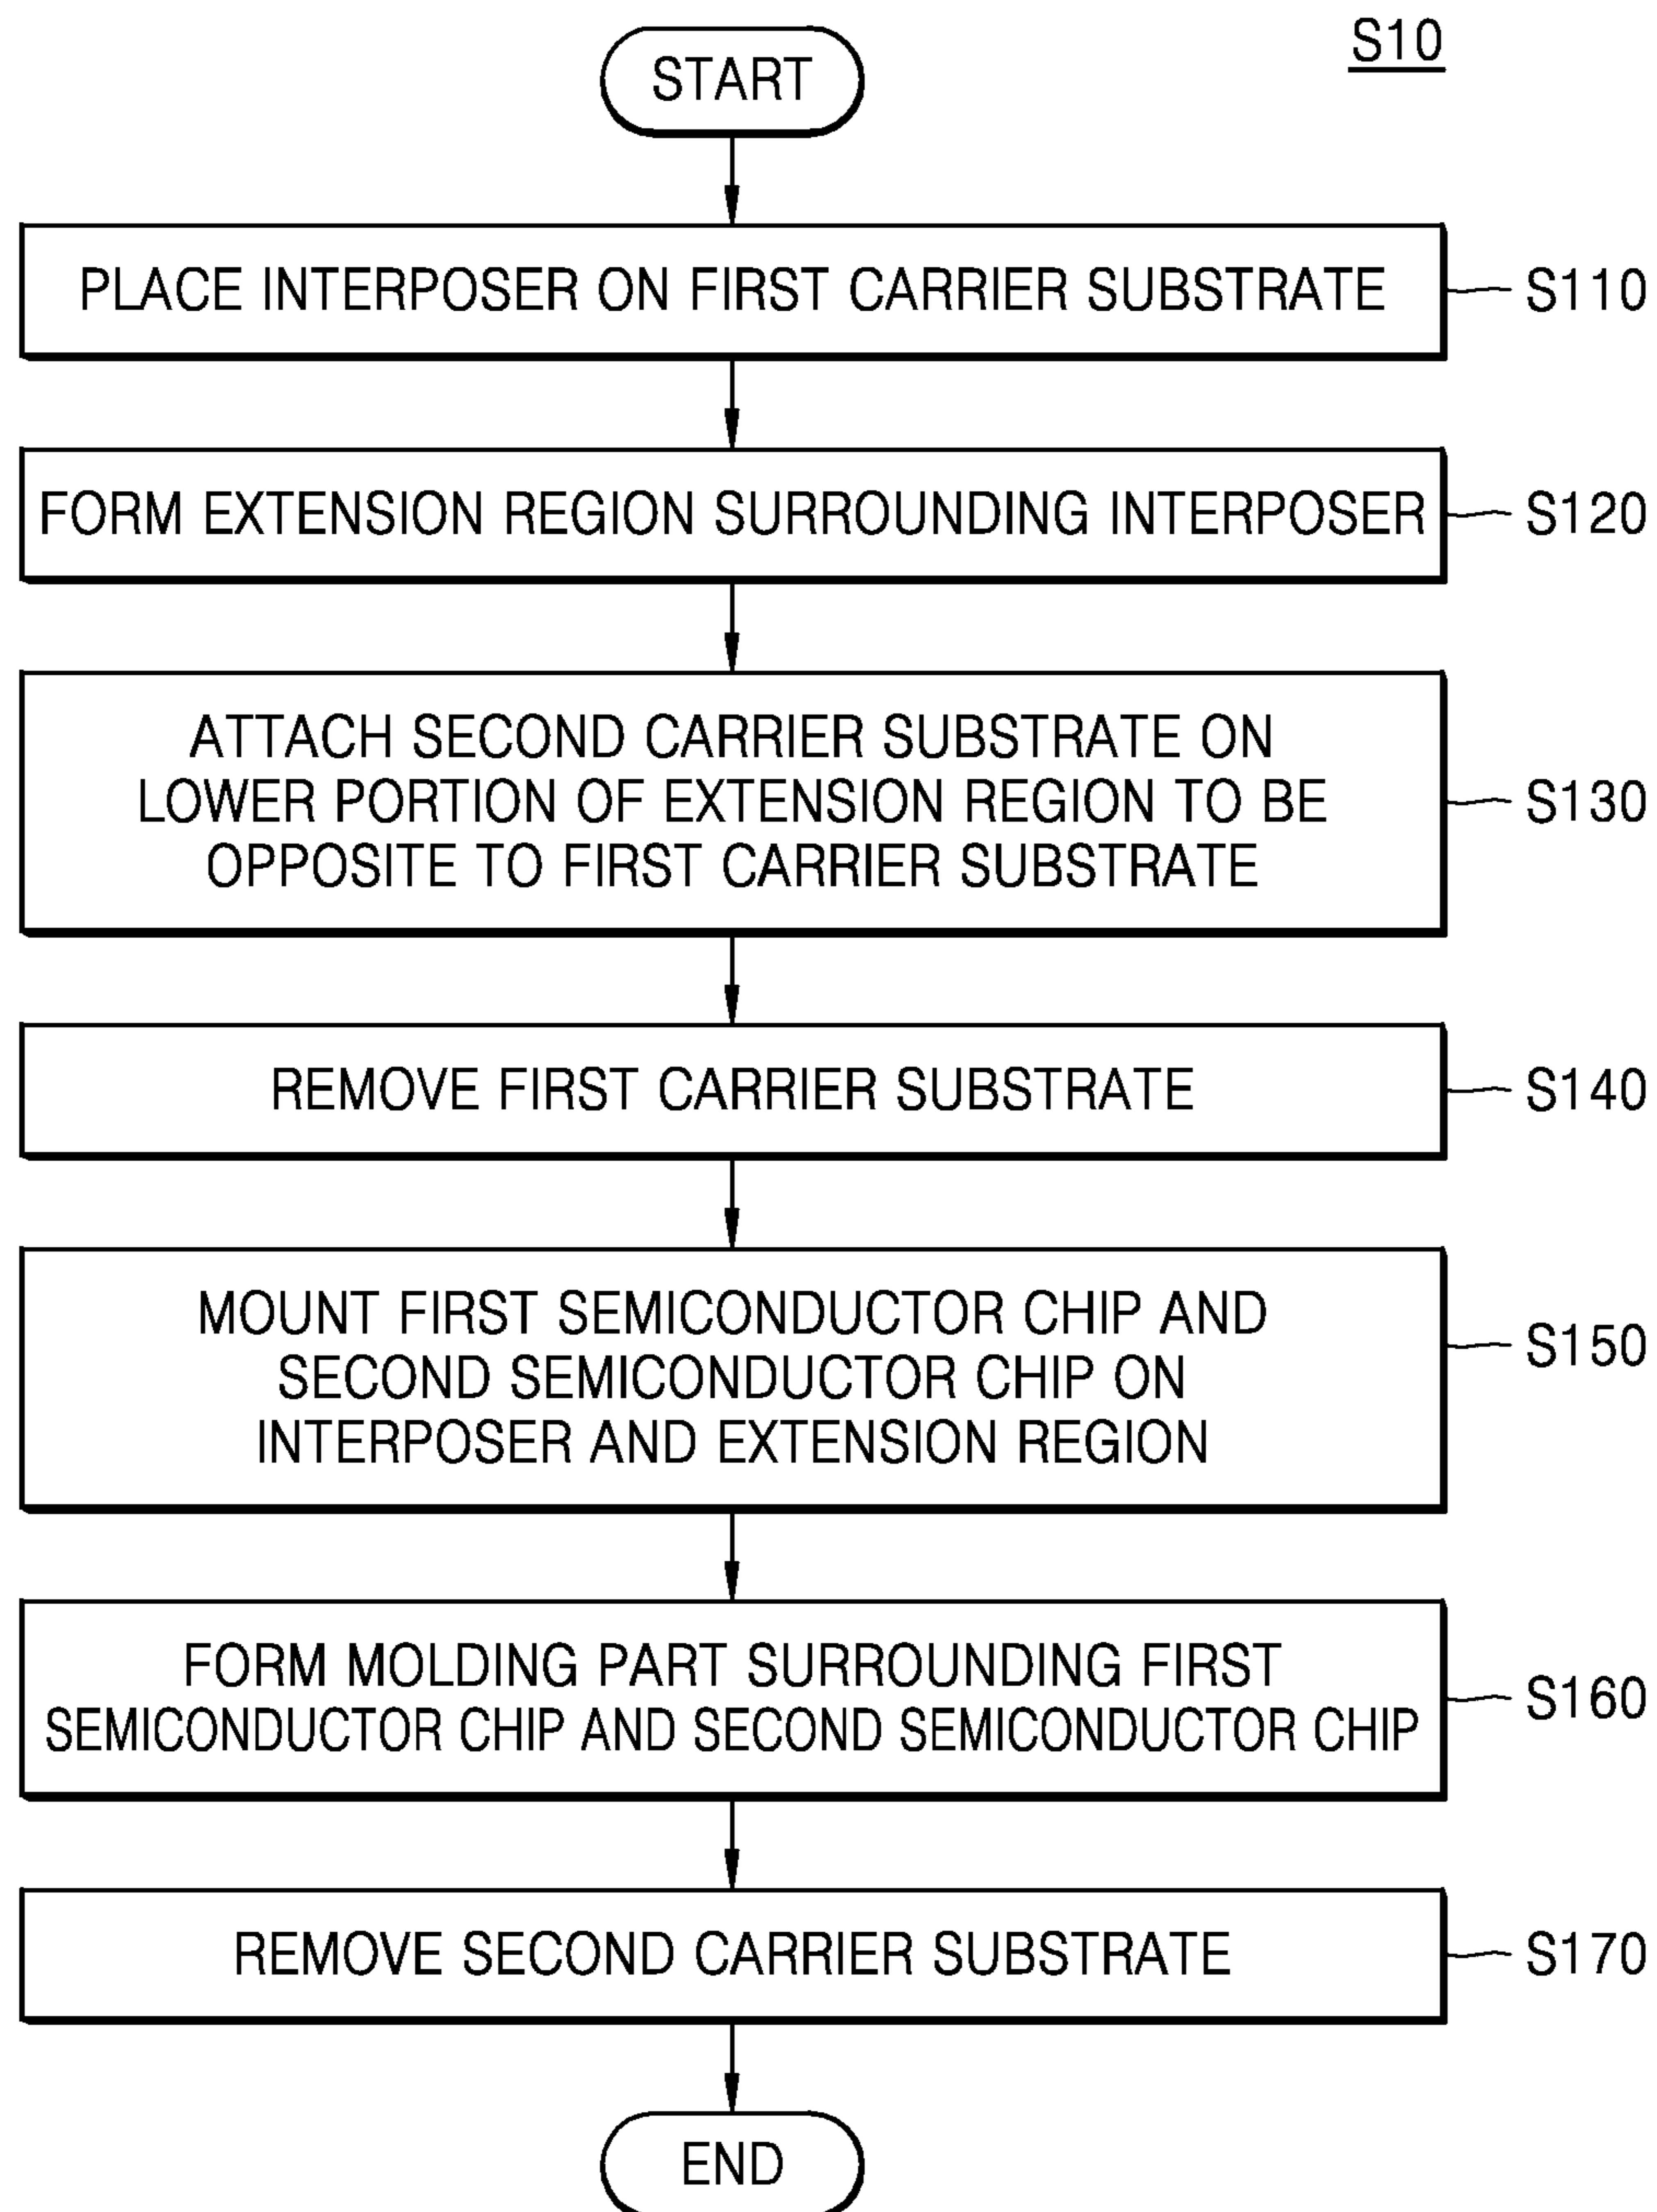 S10
START
PLACE INTERPOSER ON FIRST CARRIER SUBSTRATE
S110
FORM EXTENSION REGION SURROUNDING INTERPOSER
S120
ATTACH SECOND CARRIER SUBSTRATE ON
LOWER PORTION OF EXTENSION REGION TO BE
OPPOSITE TO FIRST CARRIER SUBSTRATE
S130
REMOVE FIRST CARRIER SUBSTRATE
S140
MOUNT FIRST SEMICONDUCTOR CHIP AND
SECOND SEMICONDUCTOR CHIP ON
INTERPOSER AND EXTENSION REGION
S150
FORM MOLDING PART SURROUNDING FIRST
SEMICONDUCTOR CHIP AND SECOND SEMICONDUCTOR CHIP
S160
REMOVE SECOND CARRIER SUBSTRATE
S170
END